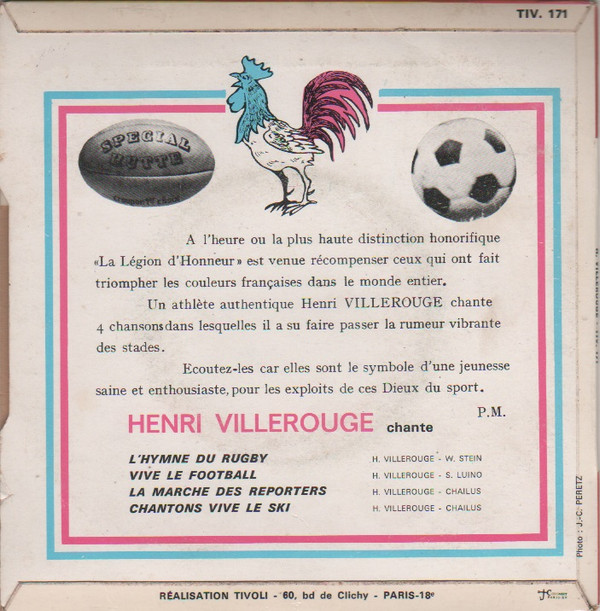 TIV. 171
SPECIAL
HUTTE
A l'heure ou la plus haute distinction honorifique
«La Légion d'Honneur» est venue récompenser ceux qui ont fait
triompher les couleurs françaises dans le monde entier.
Un athlète authentique Henri VILLEROUGE chante
4 chansons dans lesquelles il a su faire passer la rumeur vibrante
des stades.
Ecoutez-les car elles sont le symbole d'une jeunesse
saine et enthousiaste, pour les exploits de ces Dieux du sport.
P.M.
HENRI VILLEROUGE chante
L'HYMNE DU RUGBY H. VILLEROUGE - W. STEIN
VIVE LE FOOTBALL H. VILLEROUGE - S. LUINO
LA MARCHE DES REPORTERS H. VILLEROUGE - CHAILUS
CHANTONS VIVE LE SKI H. VILLEROUGE - CHAILUS
Photo : J.-C. PERETZ
RÉALISATION TIVOLI - 60, bd de Clichy - PARIS-18e